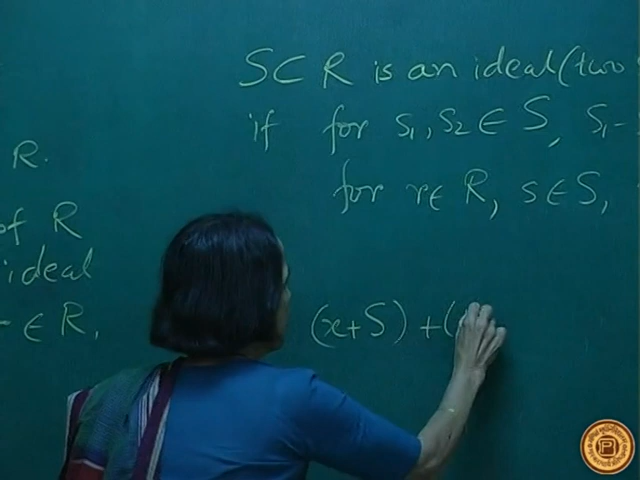 R.
of R
ideal
∈ R,
S ⊂ R is an ideal (two
if for s₁, s₂ ∈ S, s₁ -
for r ∈ R, s ∈ S,
(x+S) + (